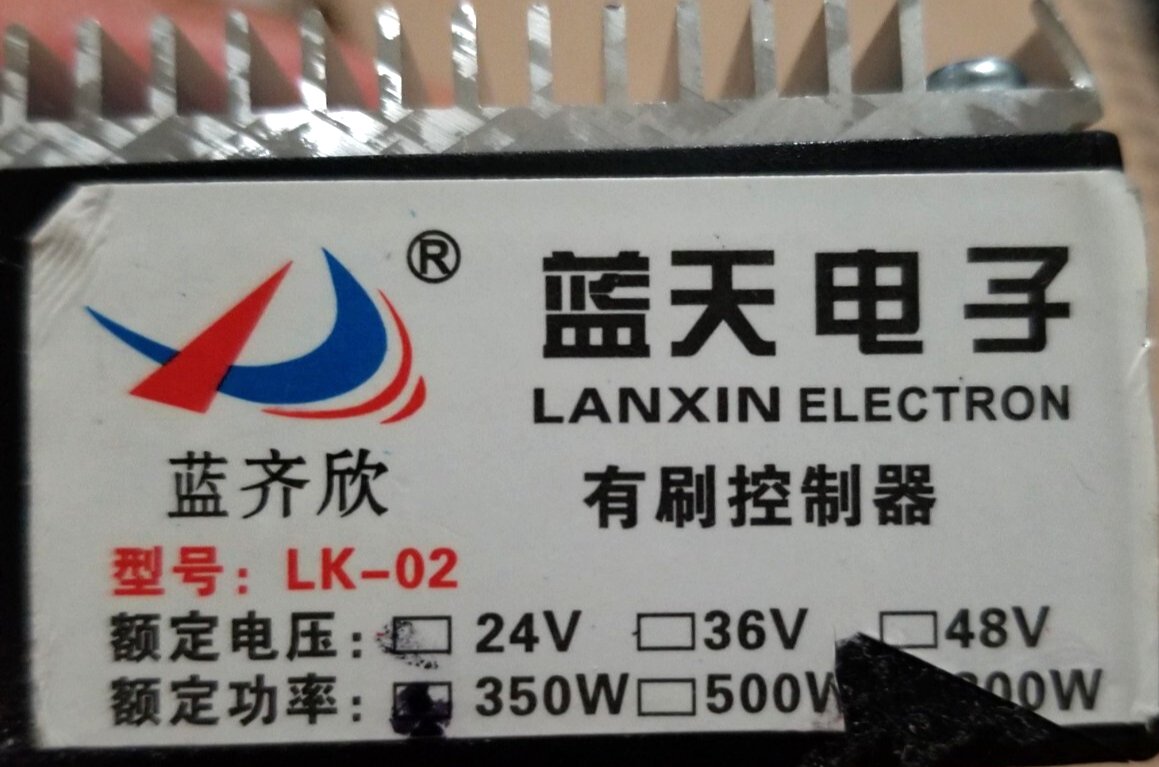 ®
蓝天电子
LANXIN ELECTRON
蓝齐欣
有刷控制器
型号：LK-02
额定电压：□ 24V □ 36V □ 48V
额定功率：■ 350W □ 500W 00W